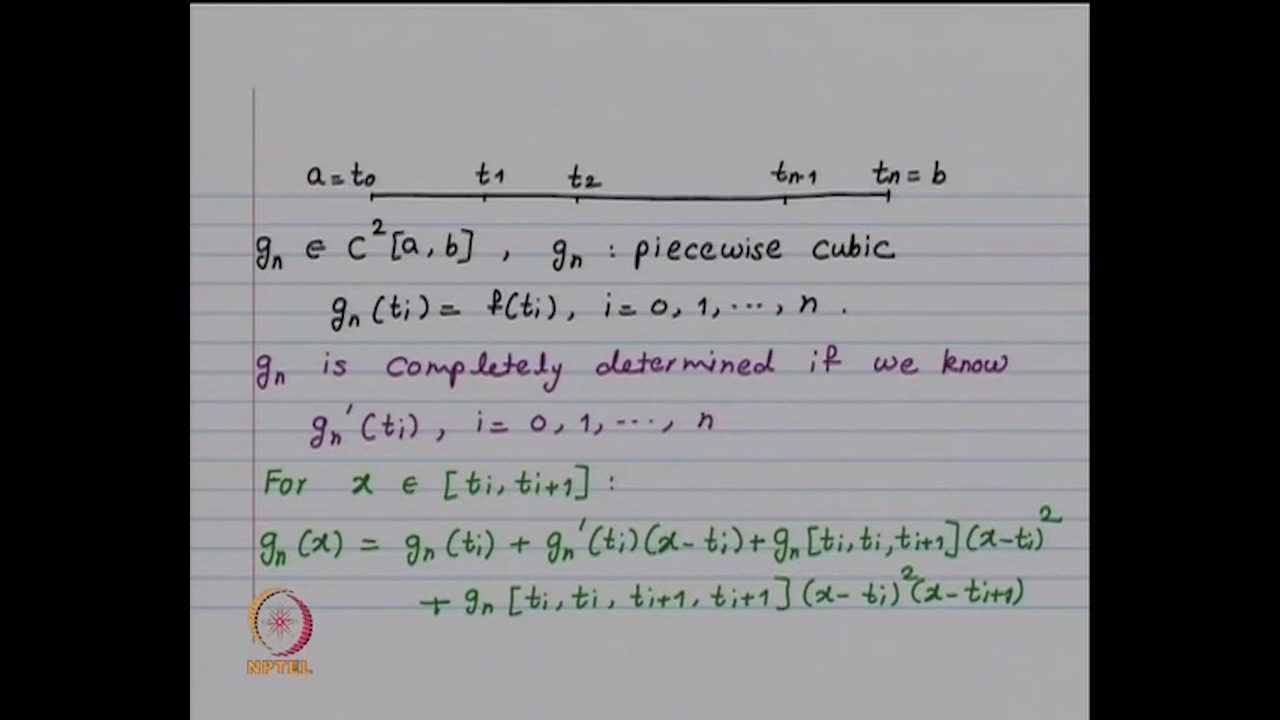 a = t₀ t₁ t₂ tₙ₋₁ tₙ = b
gₙ ∈ C²[a, b] , gₙ : piecewise cubic
gₙ(tᵢ) = f(tᵢ), i = 0, 1, ..., n .
gₙ is completely determined if we know
gₙ'(tᵢ) , i = 0, 1, ..., n
For x ∈ [tᵢ, tᵢ₊₁] :
gₙ(x) = gₙ(tᵢ) + gₙ'(tᵢ)(x - tᵢ) + gₙ[tᵢ, tᵢ, tᵢ₊₁](x - tᵢ)²
+ gₙ[tᵢ, tᵢ, tᵢ₊₁, tᵢ₊₁](x - tᵢ)²(x - tᵢ₊₁)
NPTEL